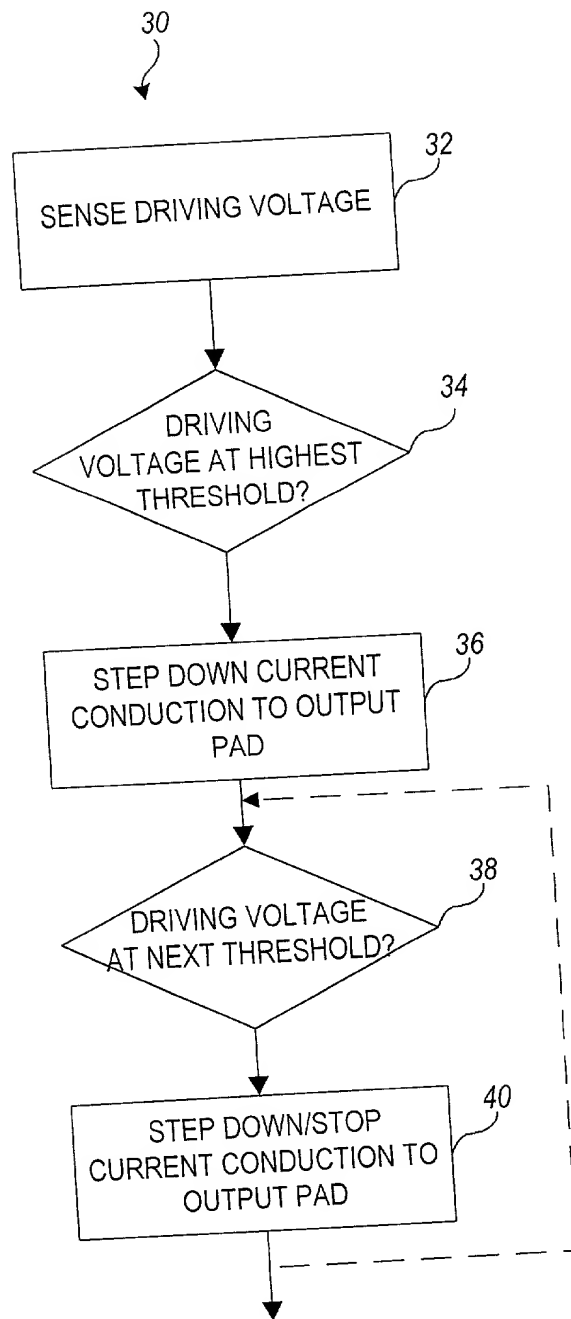 30
32
SENSE DRIVING VOLTAGE
34
DRIVING
VOLTAGE AT HIGHEST
THRESHOLD?
36
STEP DOWN CURRENT
CONDUCTION TO OUTPUT
PAD
38
DRIVING VOLTAGE
AT NEXT THRESHOLD?
40
STEP DOWN/STOP
CURRENT CONDUCTION TO
OUTPUT PAD